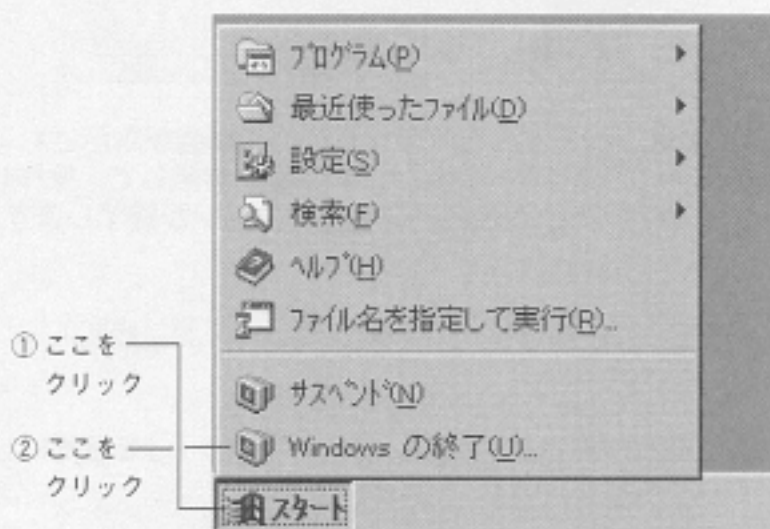 プログラム(P)
最近使ったファイル(D)
設定(S)
検索(F)
ヘルプ(H)
ファイル名を指定して実行(R)...
サスペンド(N)
Windows の終了(U)...
スタート
① ここを
クリック
② ここを
クリック